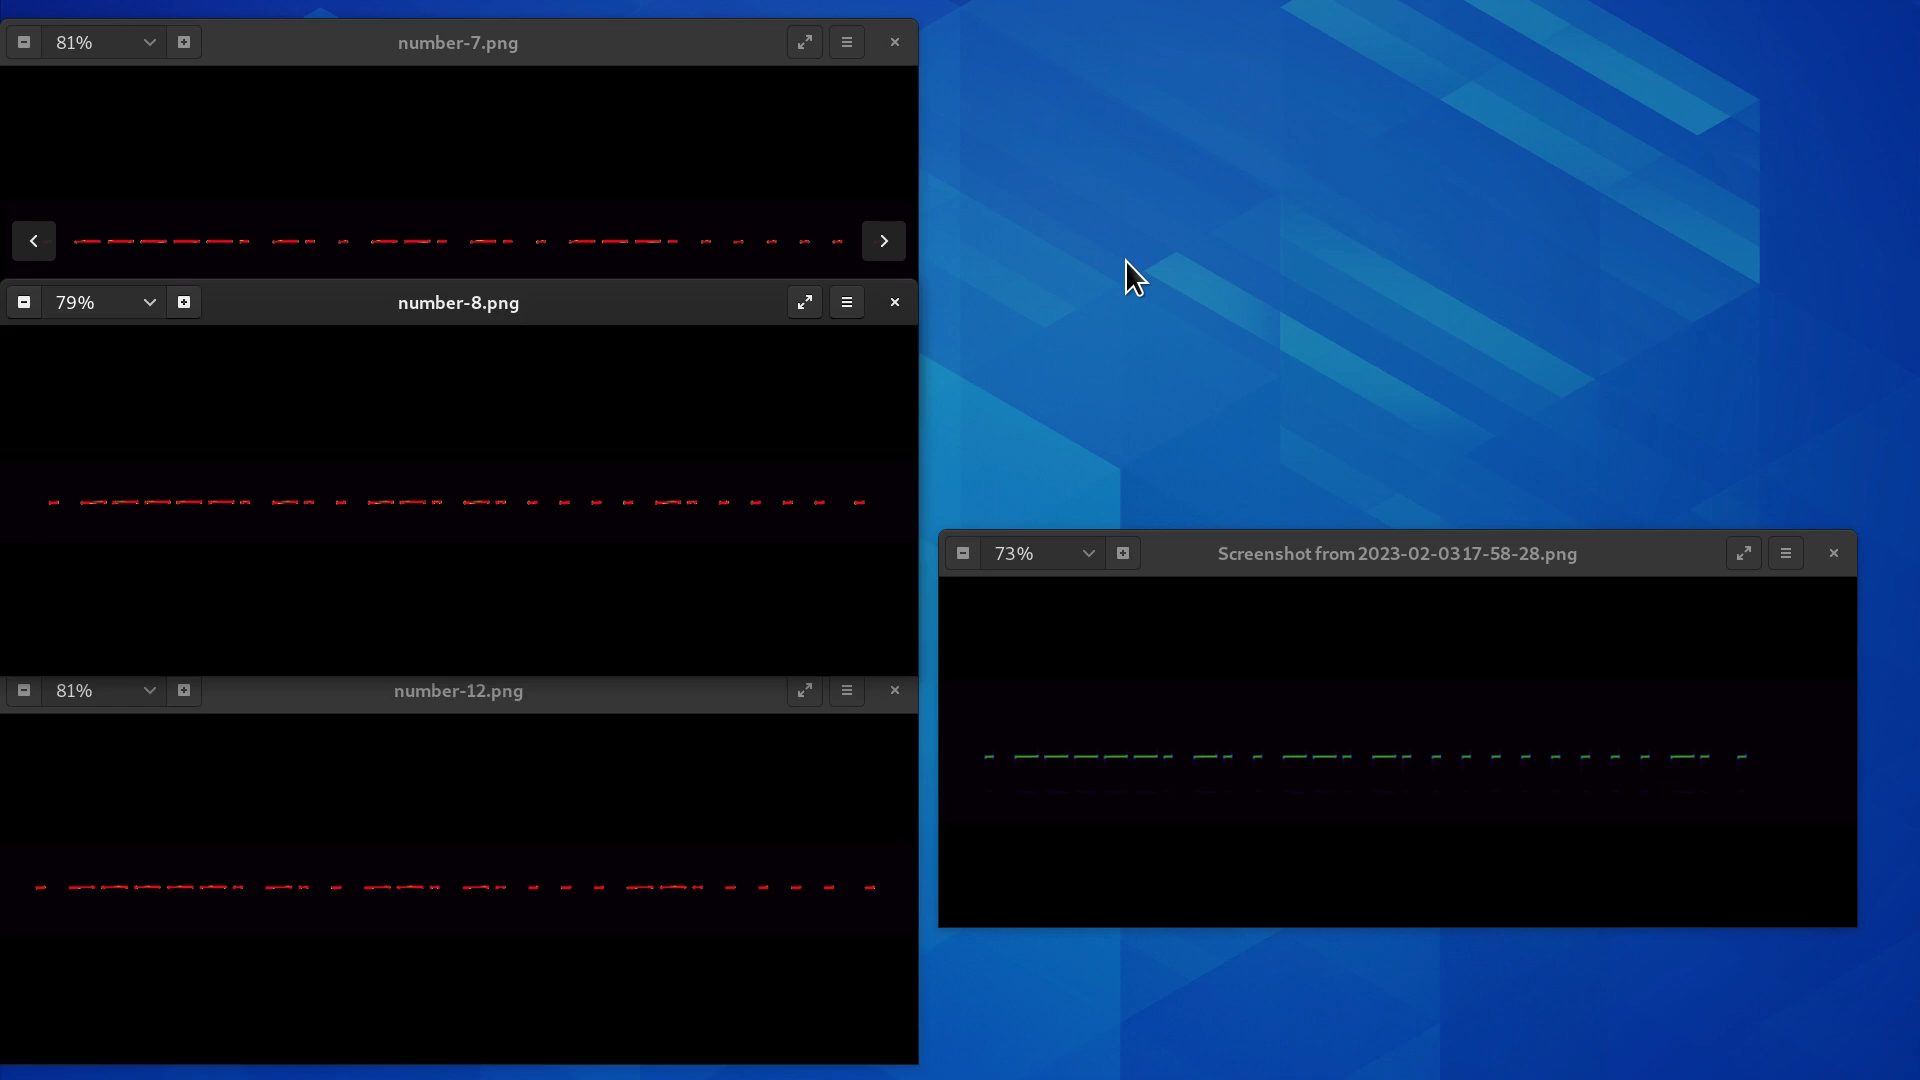 81%
number-7.png
79%
number-8.png
81%
number-12.png
73%
Screenshot from 2023-02-03 17-58-28.png